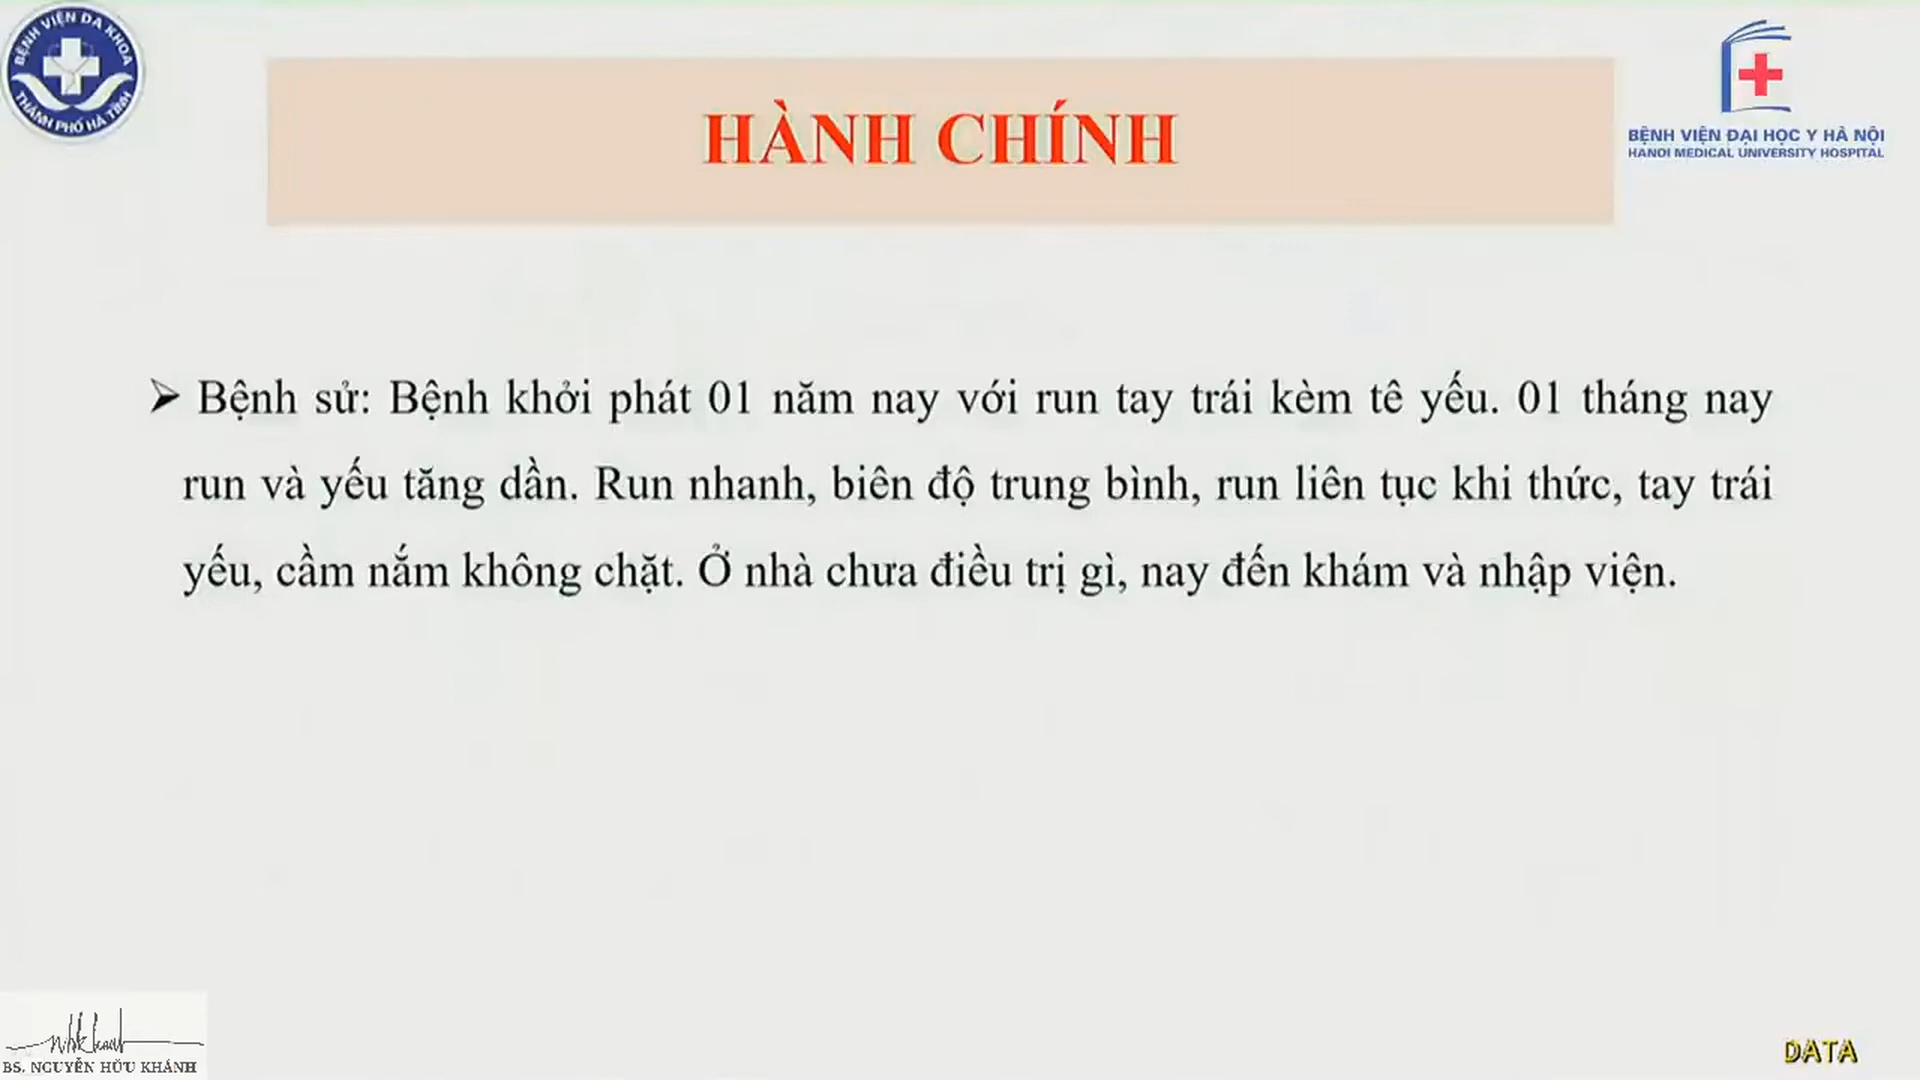 BỆNH VIỆN ĐA KHOA
THÀNH PHỐ HÀ TĨNH
HÀNH CHÍNH
BỆNH VIỆN ĐẠI HỌC Y HÀ NỘI
HANOI MEDICAL UNIVERSITY HOSPITAL
➢ Bệnh sử: Bệnh khởi phát 01 năm nay với run tay trái kèm tê yếu. 01 tháng nay
run và yếu tăng dần. Run nhanh, biên độ trung bình, run liên tục khi thức, tay trái
yếu, cầm nắm không chặt. Ở nhà chưa điều trị gì, nay đến khám và nhập viện.
BS. NGUYỄN HỮU KHÁNH
DATA